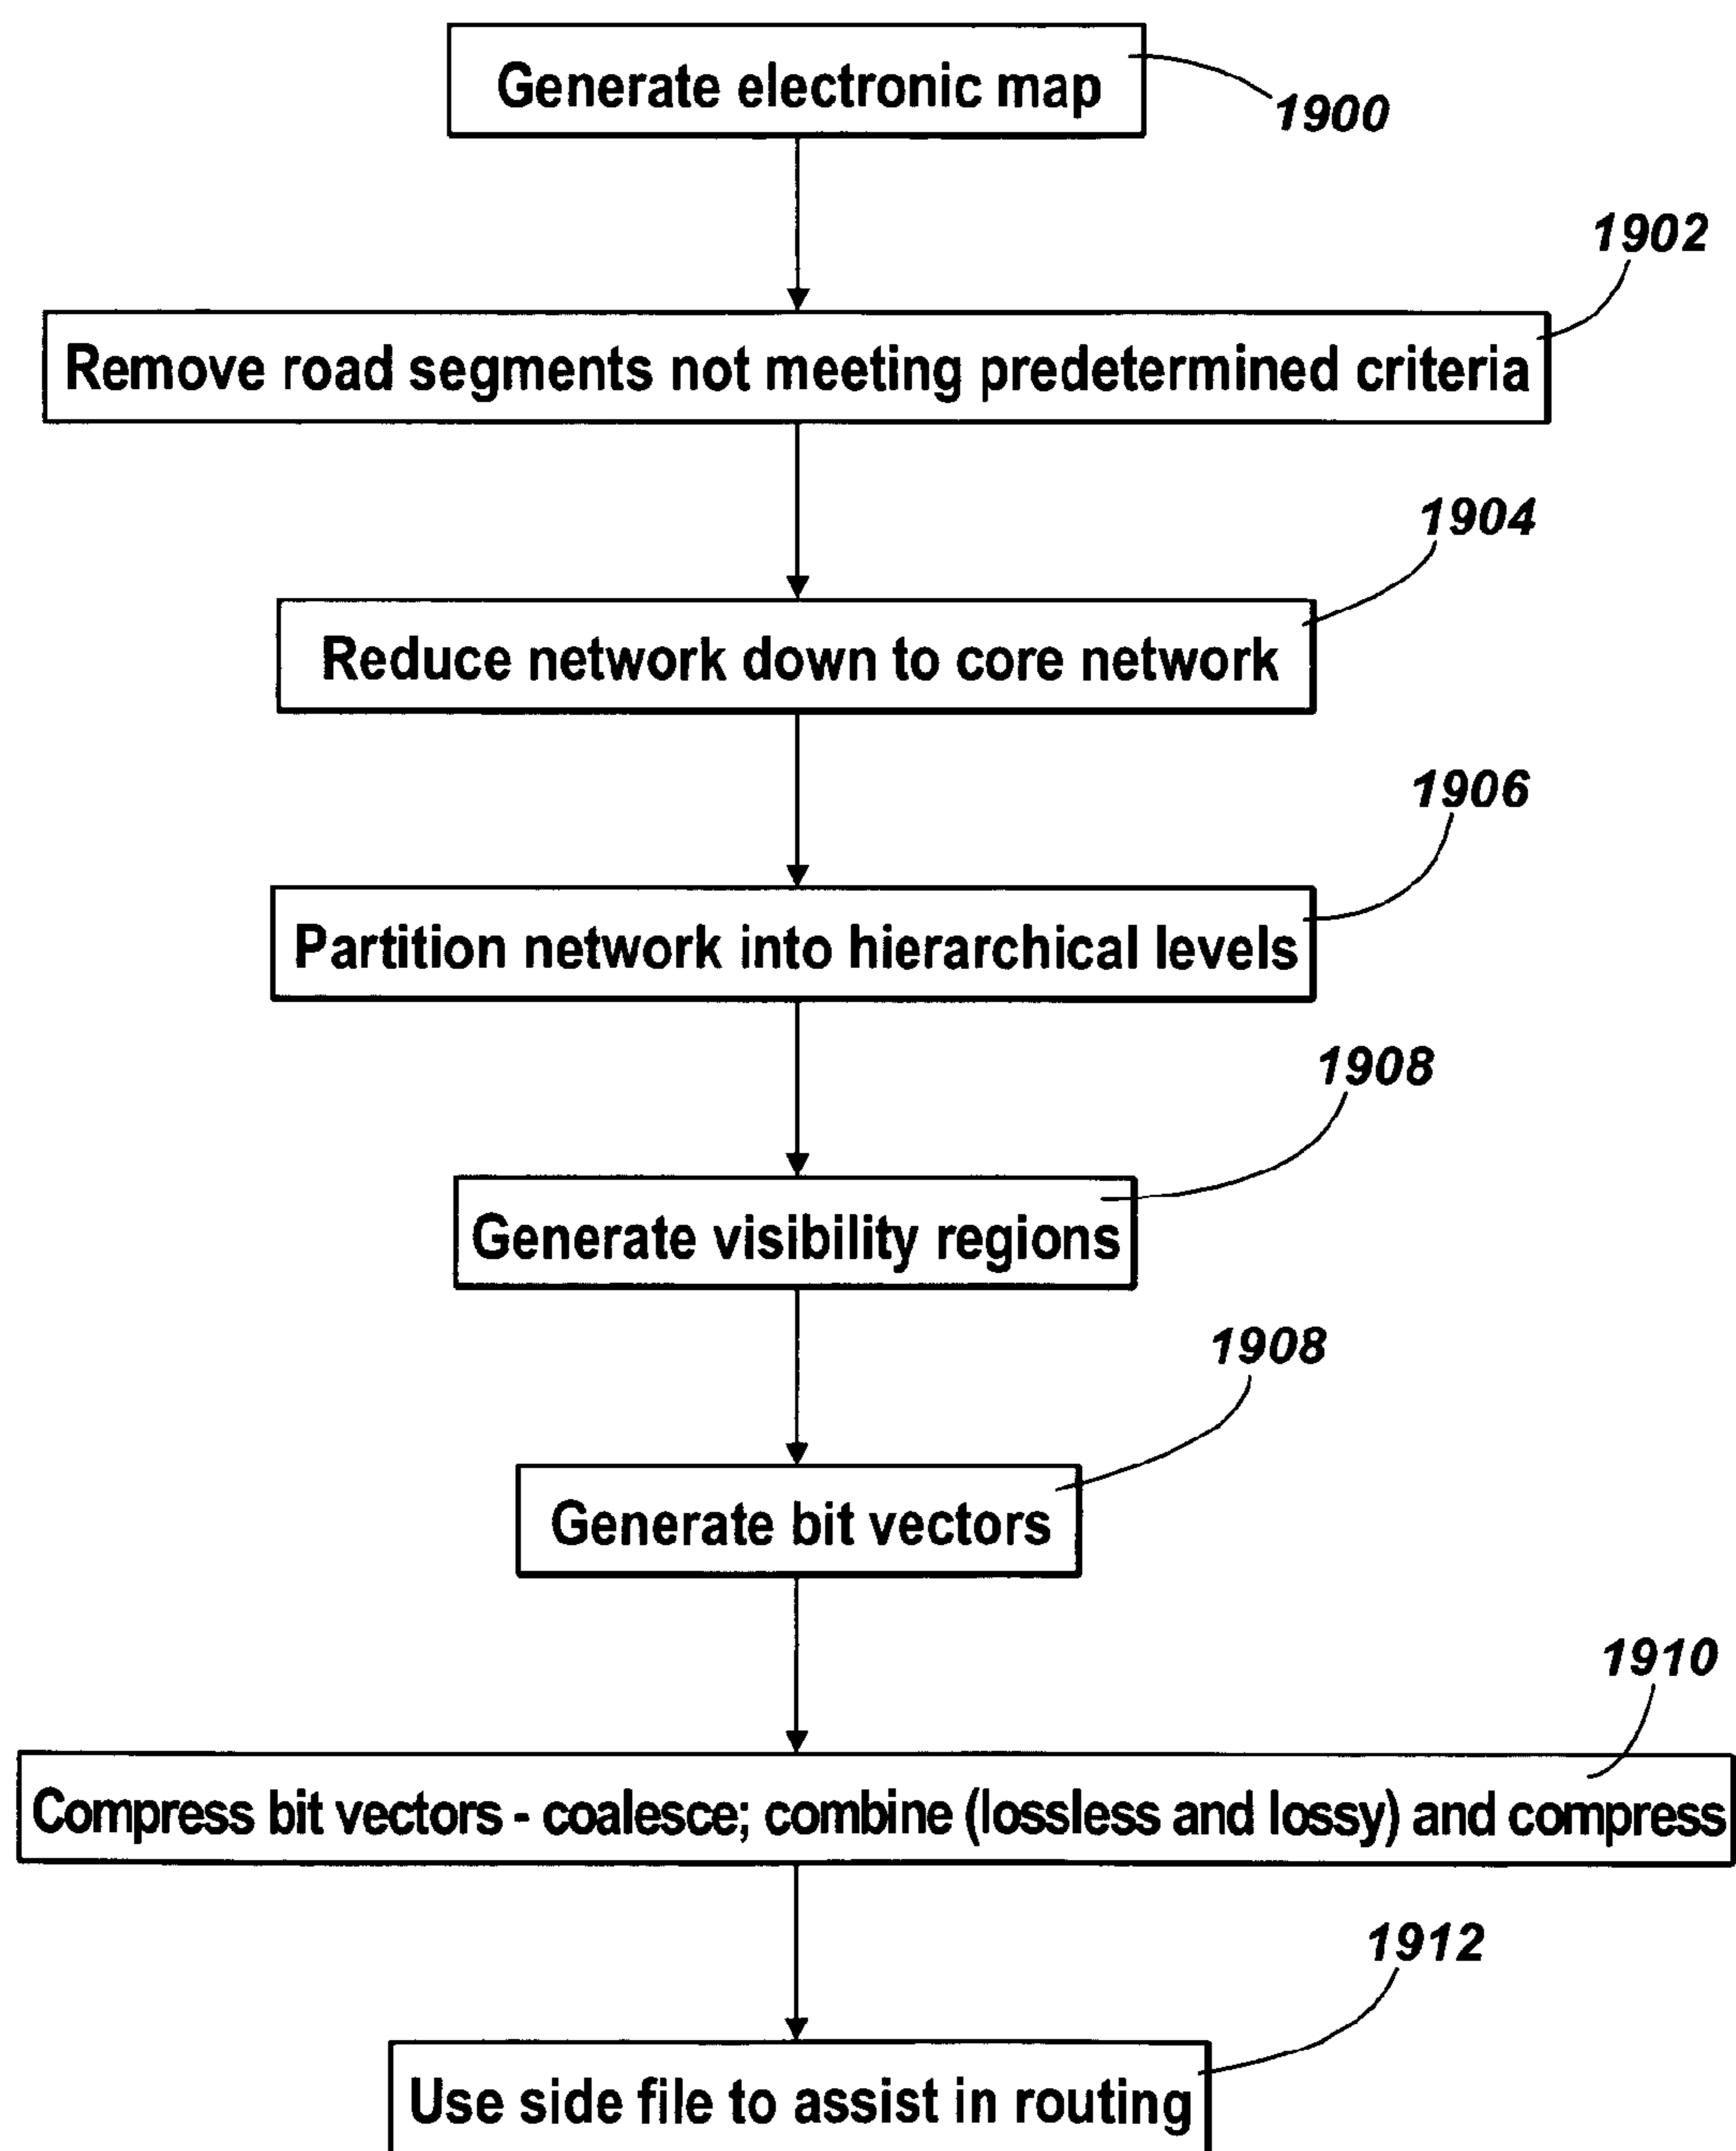 Generate electronic map
1900
1902
Remove road segments not meeting predetermined criteria
1904
Reduce network down to core network
1906
Partition network into hierarchical levels
1908
Generate visibility regions
1908
Generate bit vectors
1910
Compress bit vectors - coalesce; combine (lossless and lossy) and compress
1912
Use side file to assist in routing